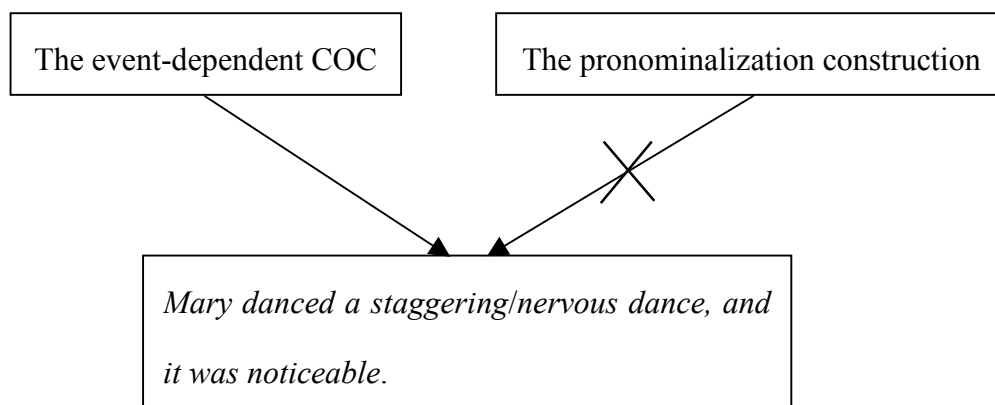 The event-dependent COC
The pronominalization construction
Mary danced a staggering/nervous dance, and
it was noticeable.